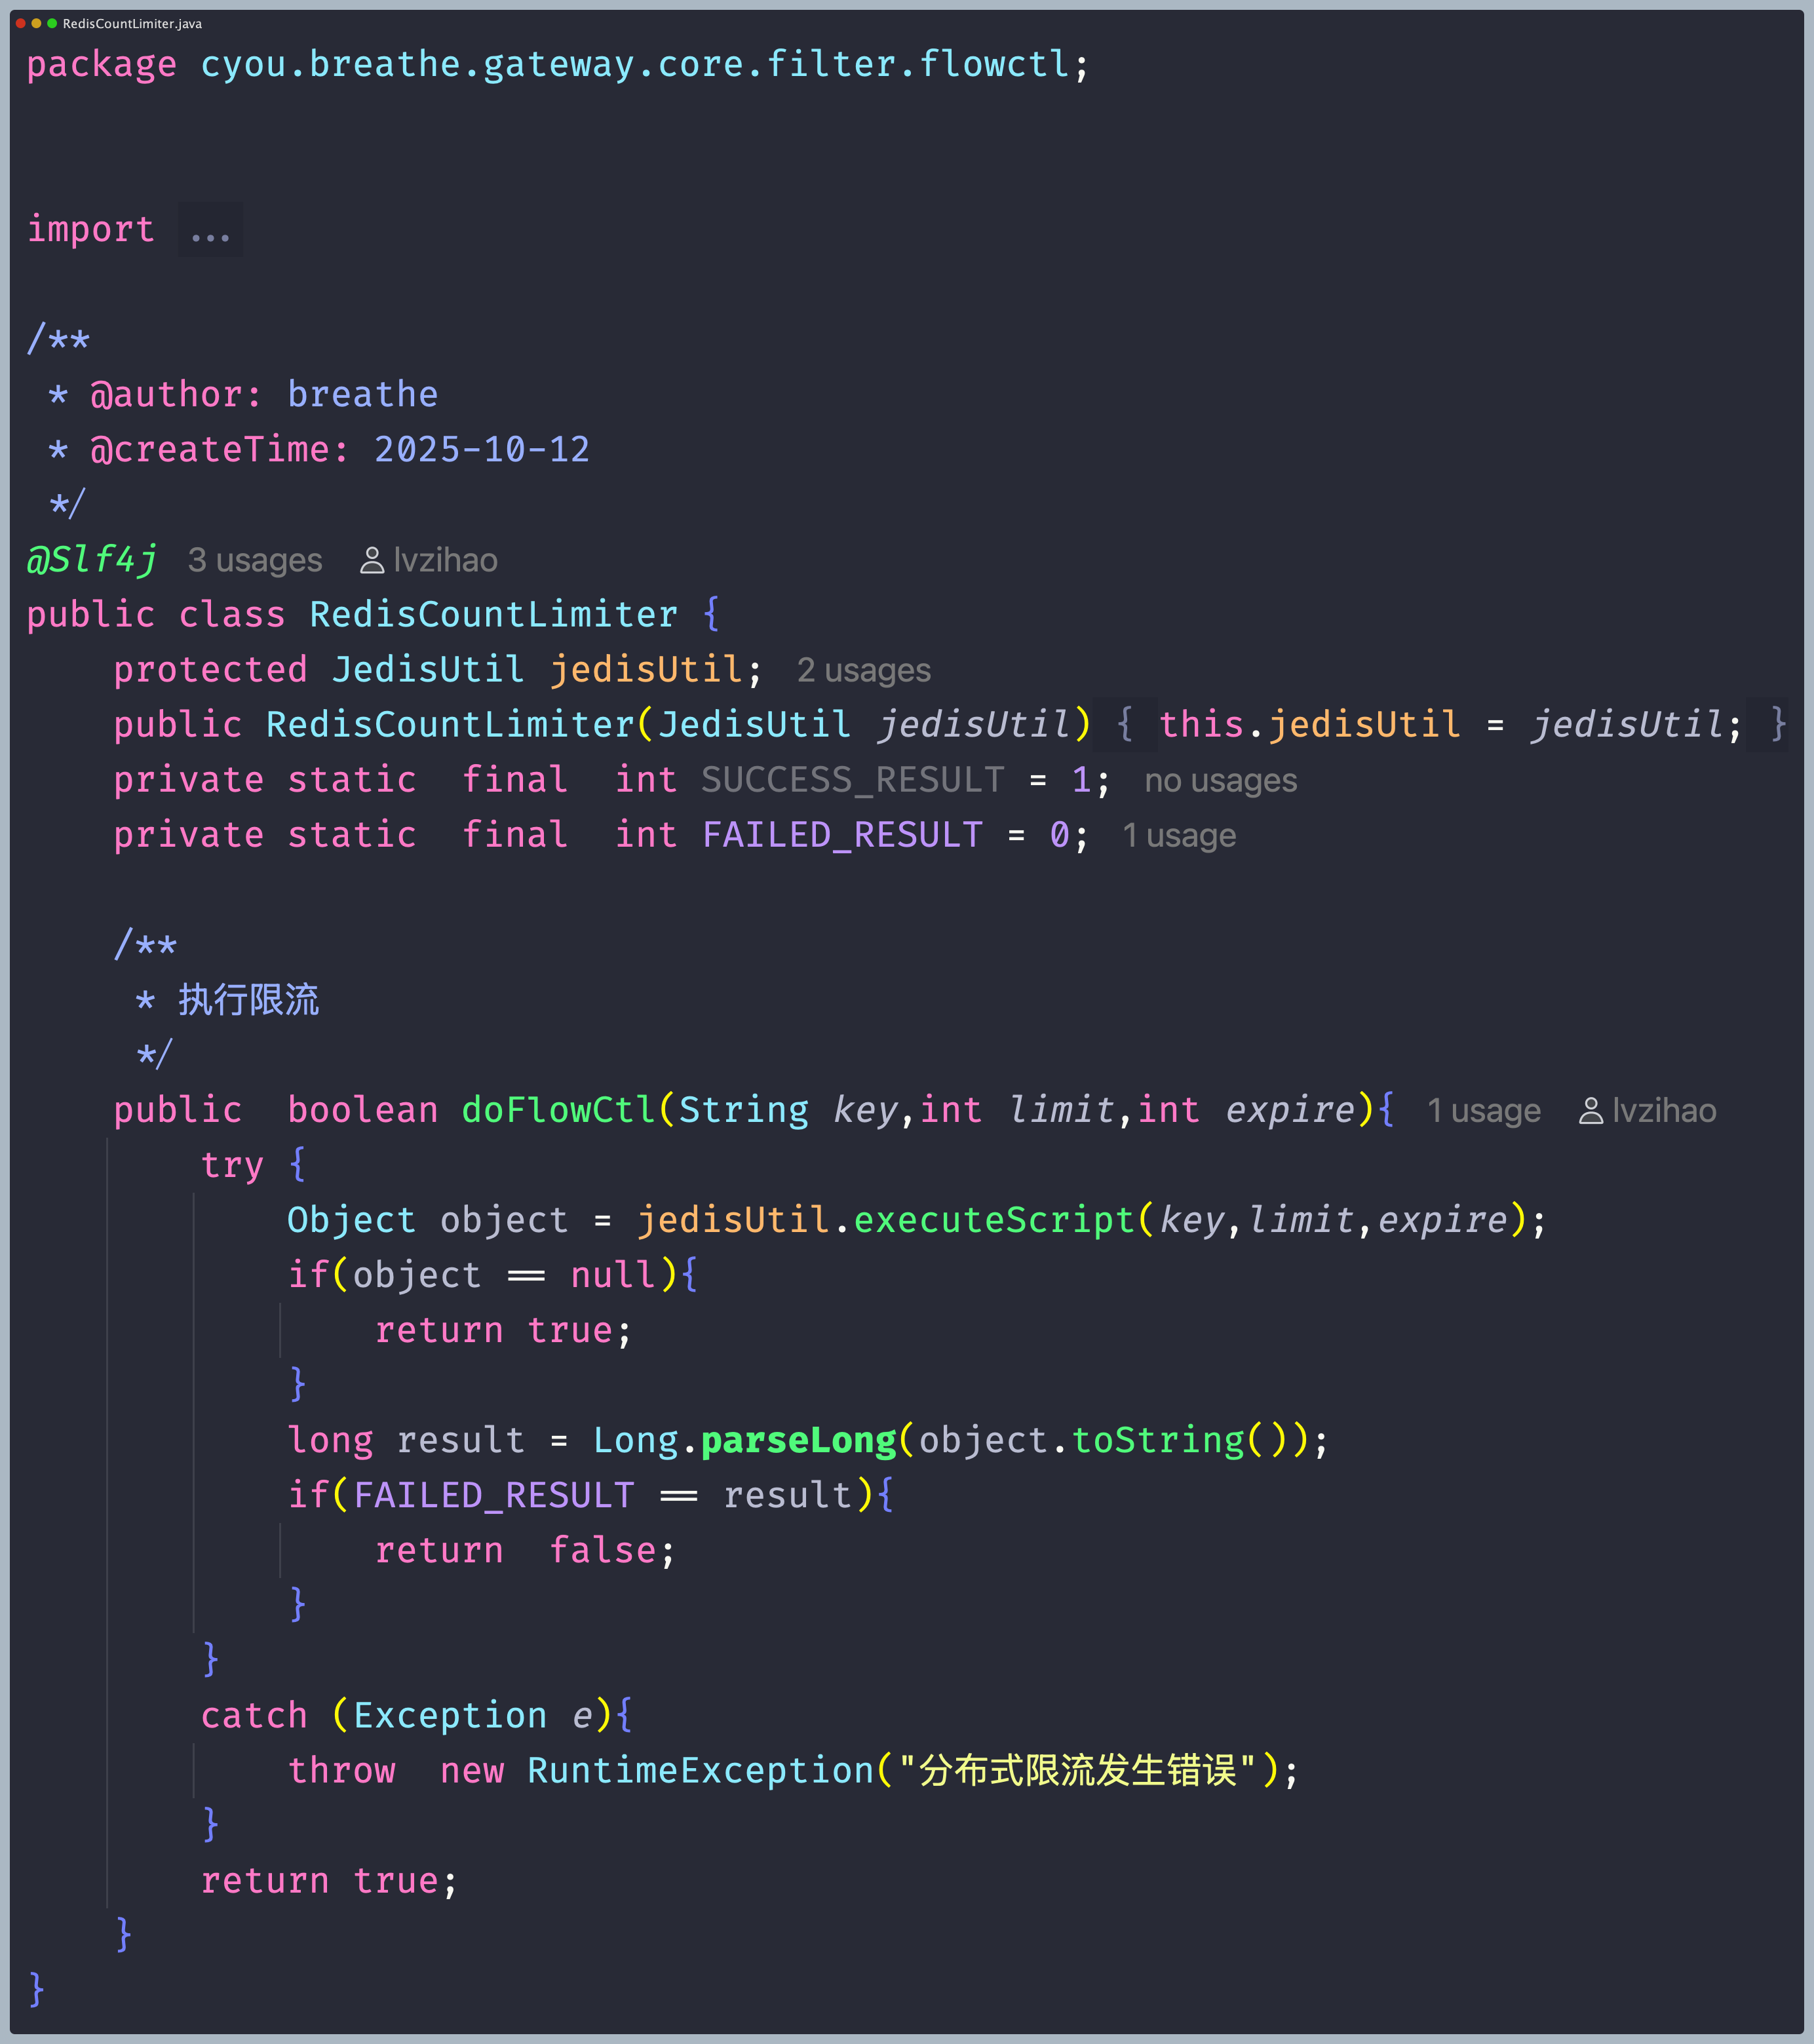 RedisCountLimiter.java
package cyou.breathe.gateway.core.filter.flowctl;
import ...
/**
 * @author: breathe
 * @createTime: 2025-10-12
 */
@Slf4j 3 usages lvzihao
public class RedisCountLimiter {
    protected JedisUtil jedisUtil; 2 usages
    public RedisCountLimiter(JedisUtil jedisUtil) { this.jedisUtil = jedisUtil; }
    private static  final  int SUCCESS_RESULT = 1; no usages
    private static  final  int FAILED_RESULT = 0; 1 usage
    /**
     * 执行限流
     */
    public  boolean doFlowCtl(String key,int limit,int expire){ 1 usage lvzihao
        try {
            Object object = jedisUtil.executeScript(key,limit,expire);
            if(object == null){
                return true;
            }
            long result = Long.parseLong(object.toString());
            if(FAILED_RESULT == result){
                return  false;
            }
        }
        catch (Exception e){
            throw  new RuntimeException("分布式限流发生错误");
        }
        return true;
    }
}